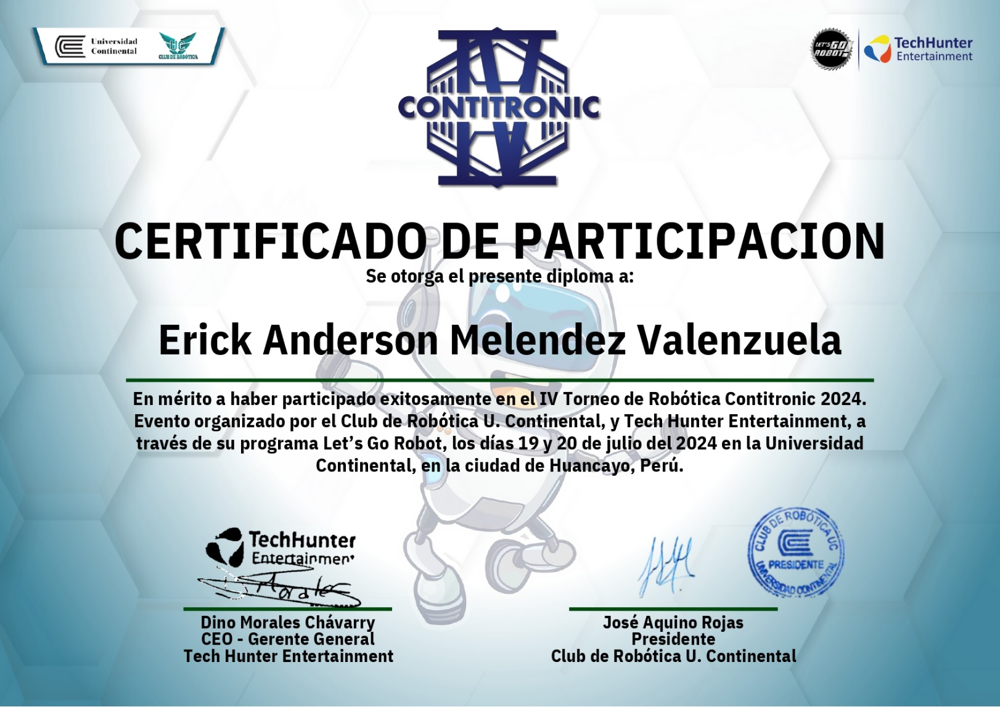 Universidad
Continental
UC
CLUB DE ROBÓTICA
IV
CONTITRONIC
LET'S GO
ROBOT!
TechHunter
Entertainment
CERTIFICADO DE PARTICIPACION
Se otorga el presente diploma a:
Erick Anderson Melendez Valenzuela
En mérito a haber participado exitosamente en el IV Torneo de Robótica Contitronic 2024.
Evento organizado por el Club de Robótica U. Continental, y Tech Hunter Entertainment, a
través de su programa Let’s Go Robot, los días 19 y 20 de julio del 2024 en la Universidad
Continental, en la ciudad de Huancayo, Perú.
TechHunter
Entertainmen
Morales
CLUB DE ROBÓTICA UC
PRESIDENTE
UNIVERSIDAD CONTINENTAL
Dino Morales Chávarry
CEO - Gerente General
Tech Hunter Entertainment
José Aquino Rojas
Presidente
Club de Robótica U. Continental